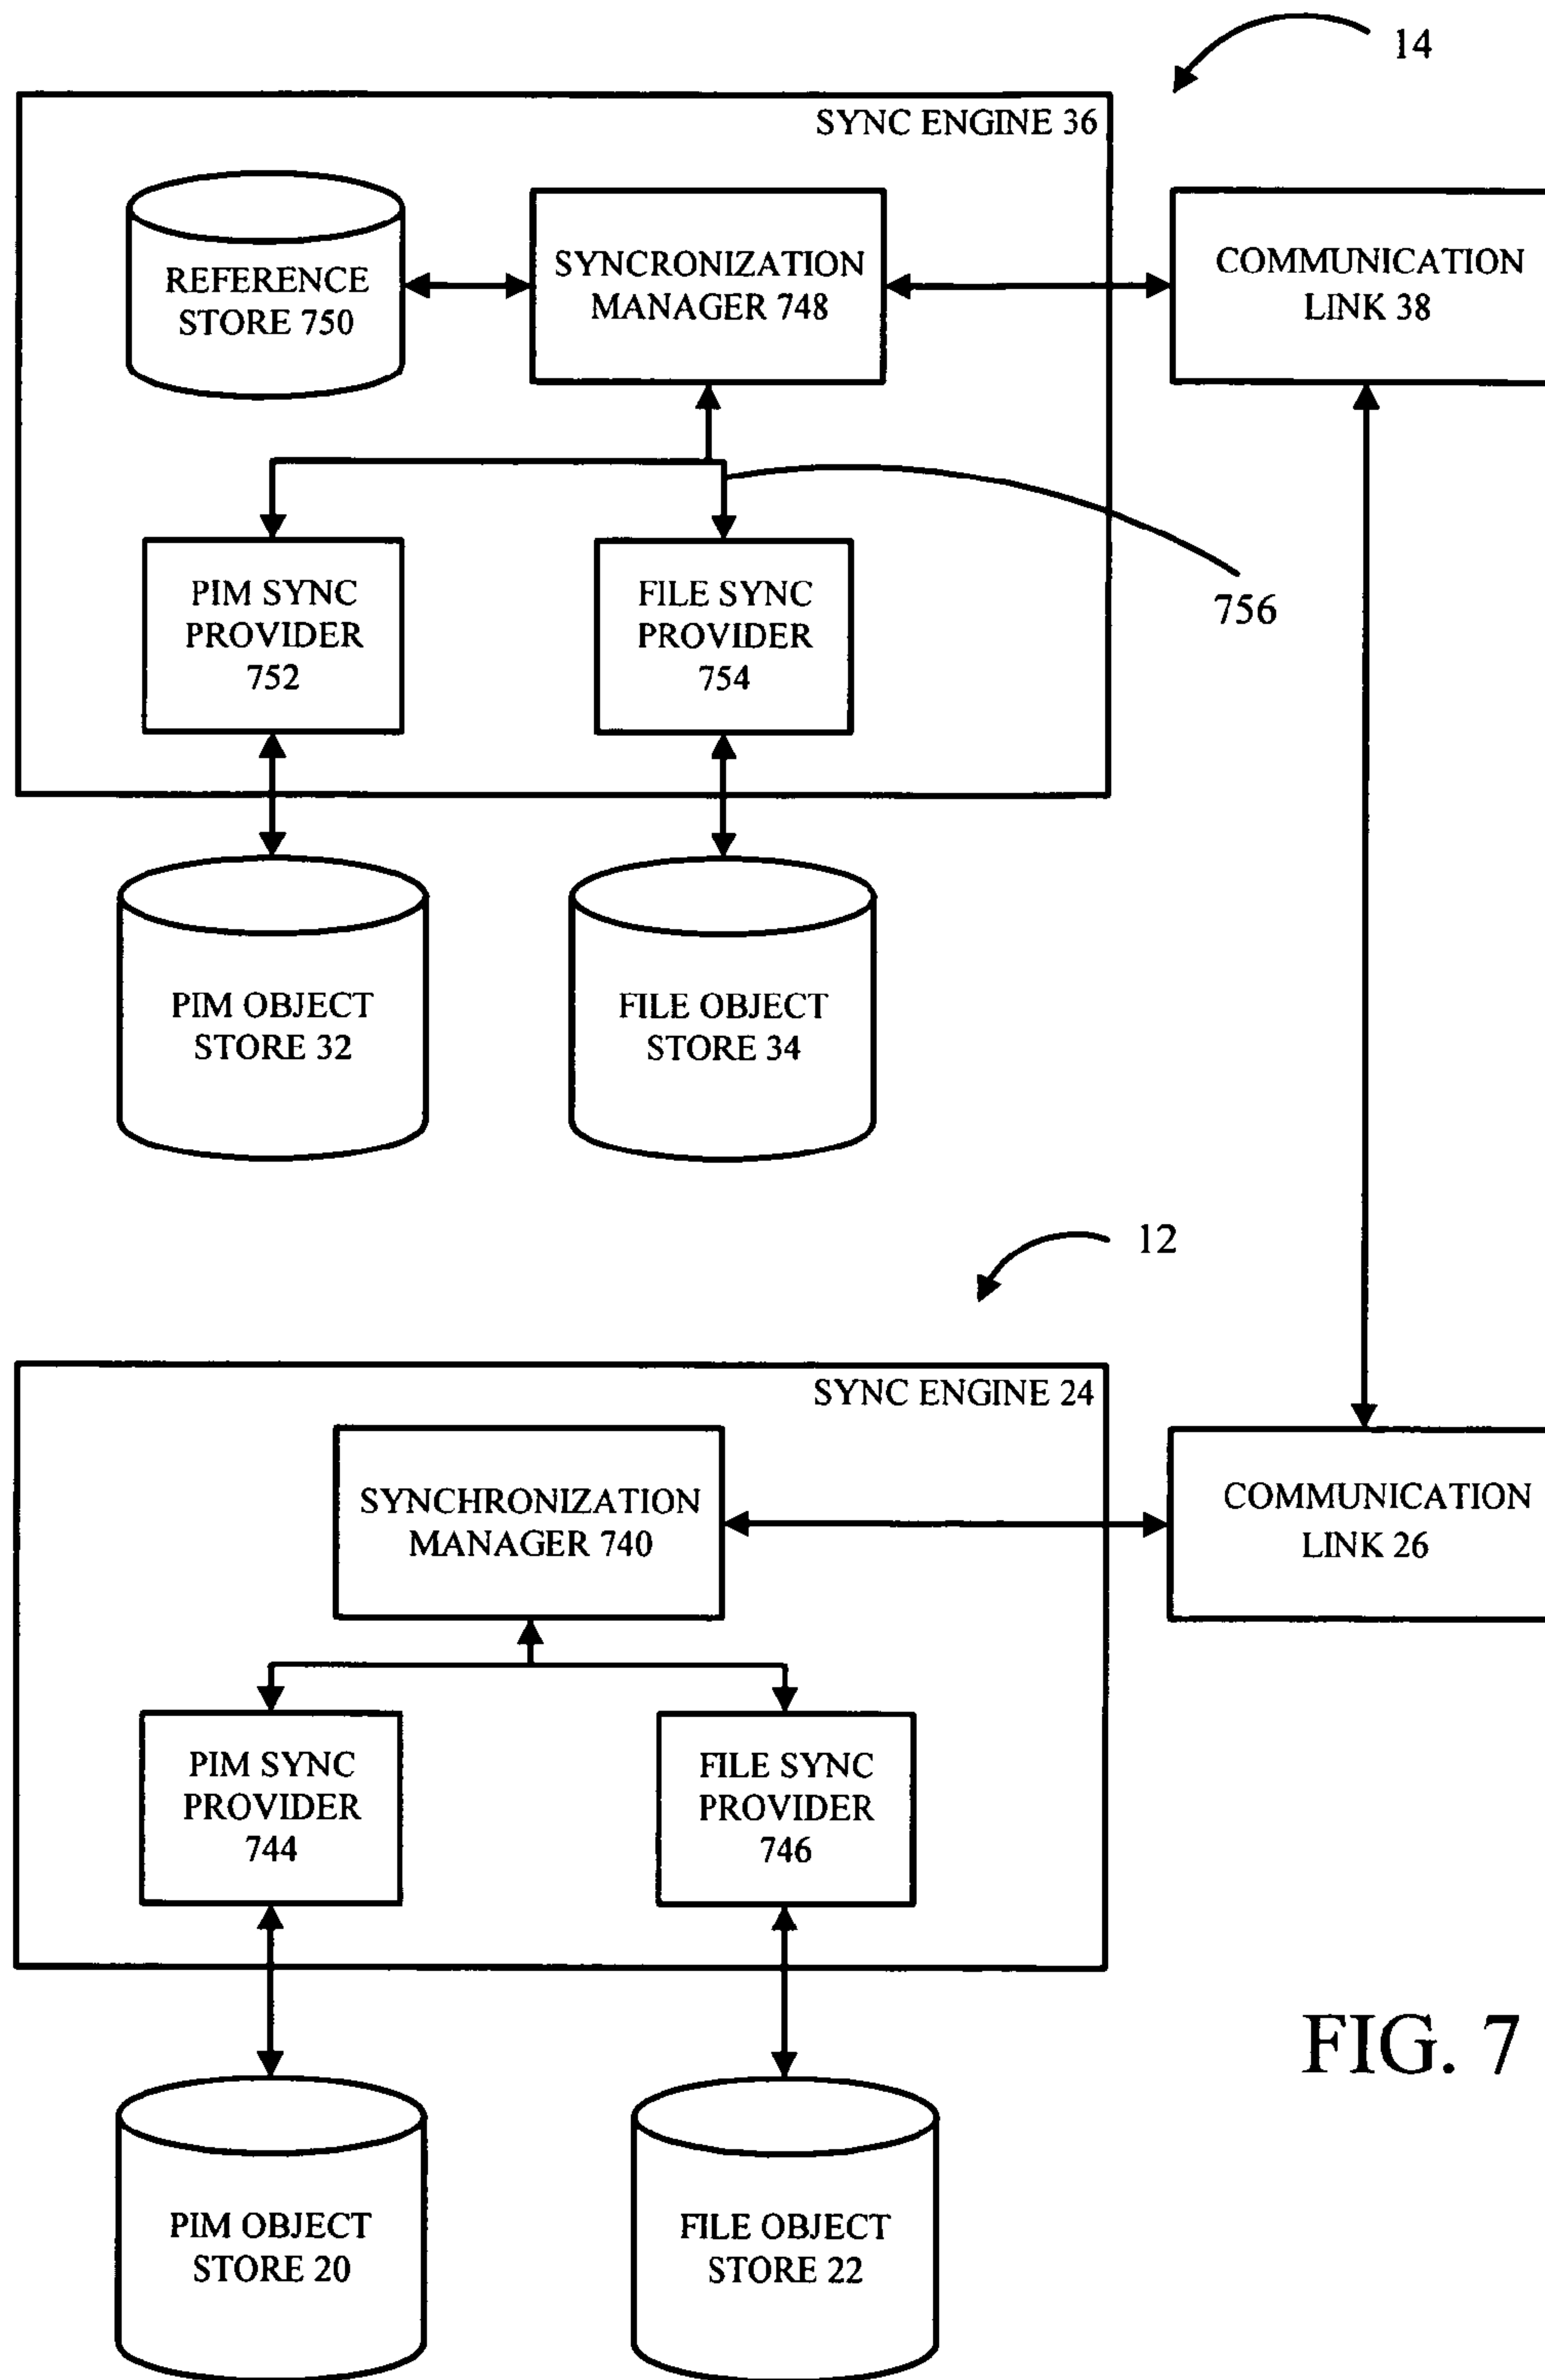 14
SYNC ENGINE 36
REFERENCE
STORE 750
SYNCRONIZATION
MANAGER 748
COMMUNICATION
LINK 38
PIM SYNC
PROVIDER
752
FILE SYNC
PROVIDER
754
756
PIM OBJECT
STORE 32
FILE OBJECT
STORE 34
12
SYNC ENGINE 24
SYNCHRONIZATION
MANAGER 740
COMMUNICATION
LINK 26
PIM SYNC
PROVIDER
744
FILE SYNC
PROVIDER
746
FIG. 7
PIM OBJECT
STORE 20
FILE OBJECT
STORE 22